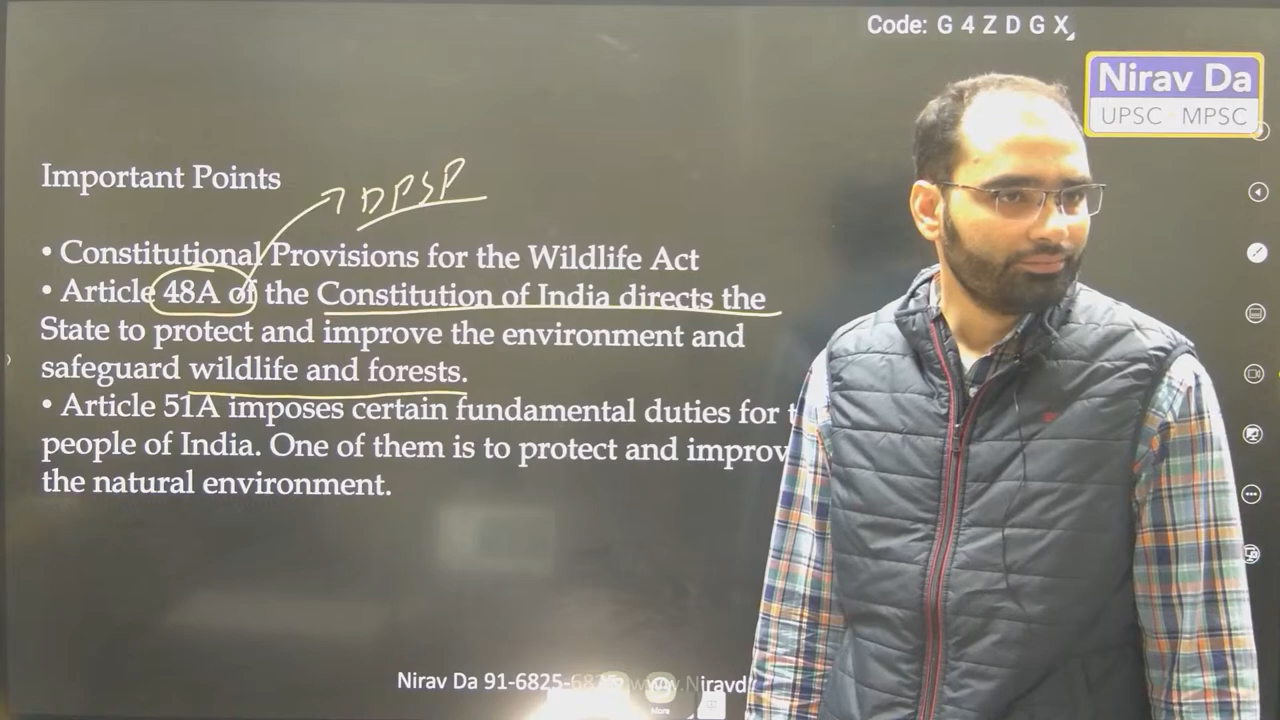 Code: G 4 Z D G X
Nirav Da
UPSC MPSC
Important Points
DPSP
• Constitutional Provisions for the Wildlife Act
• Article 48A of the Constitution of India directs the
State to protect and improve the environment and
safeguard wildlife and forests.
• Article 51A imposes certain fundamental duties for
people of India. One of them is to protect and improv
the natural environment.
Nirav Da 91-6825- www.Niravd
More